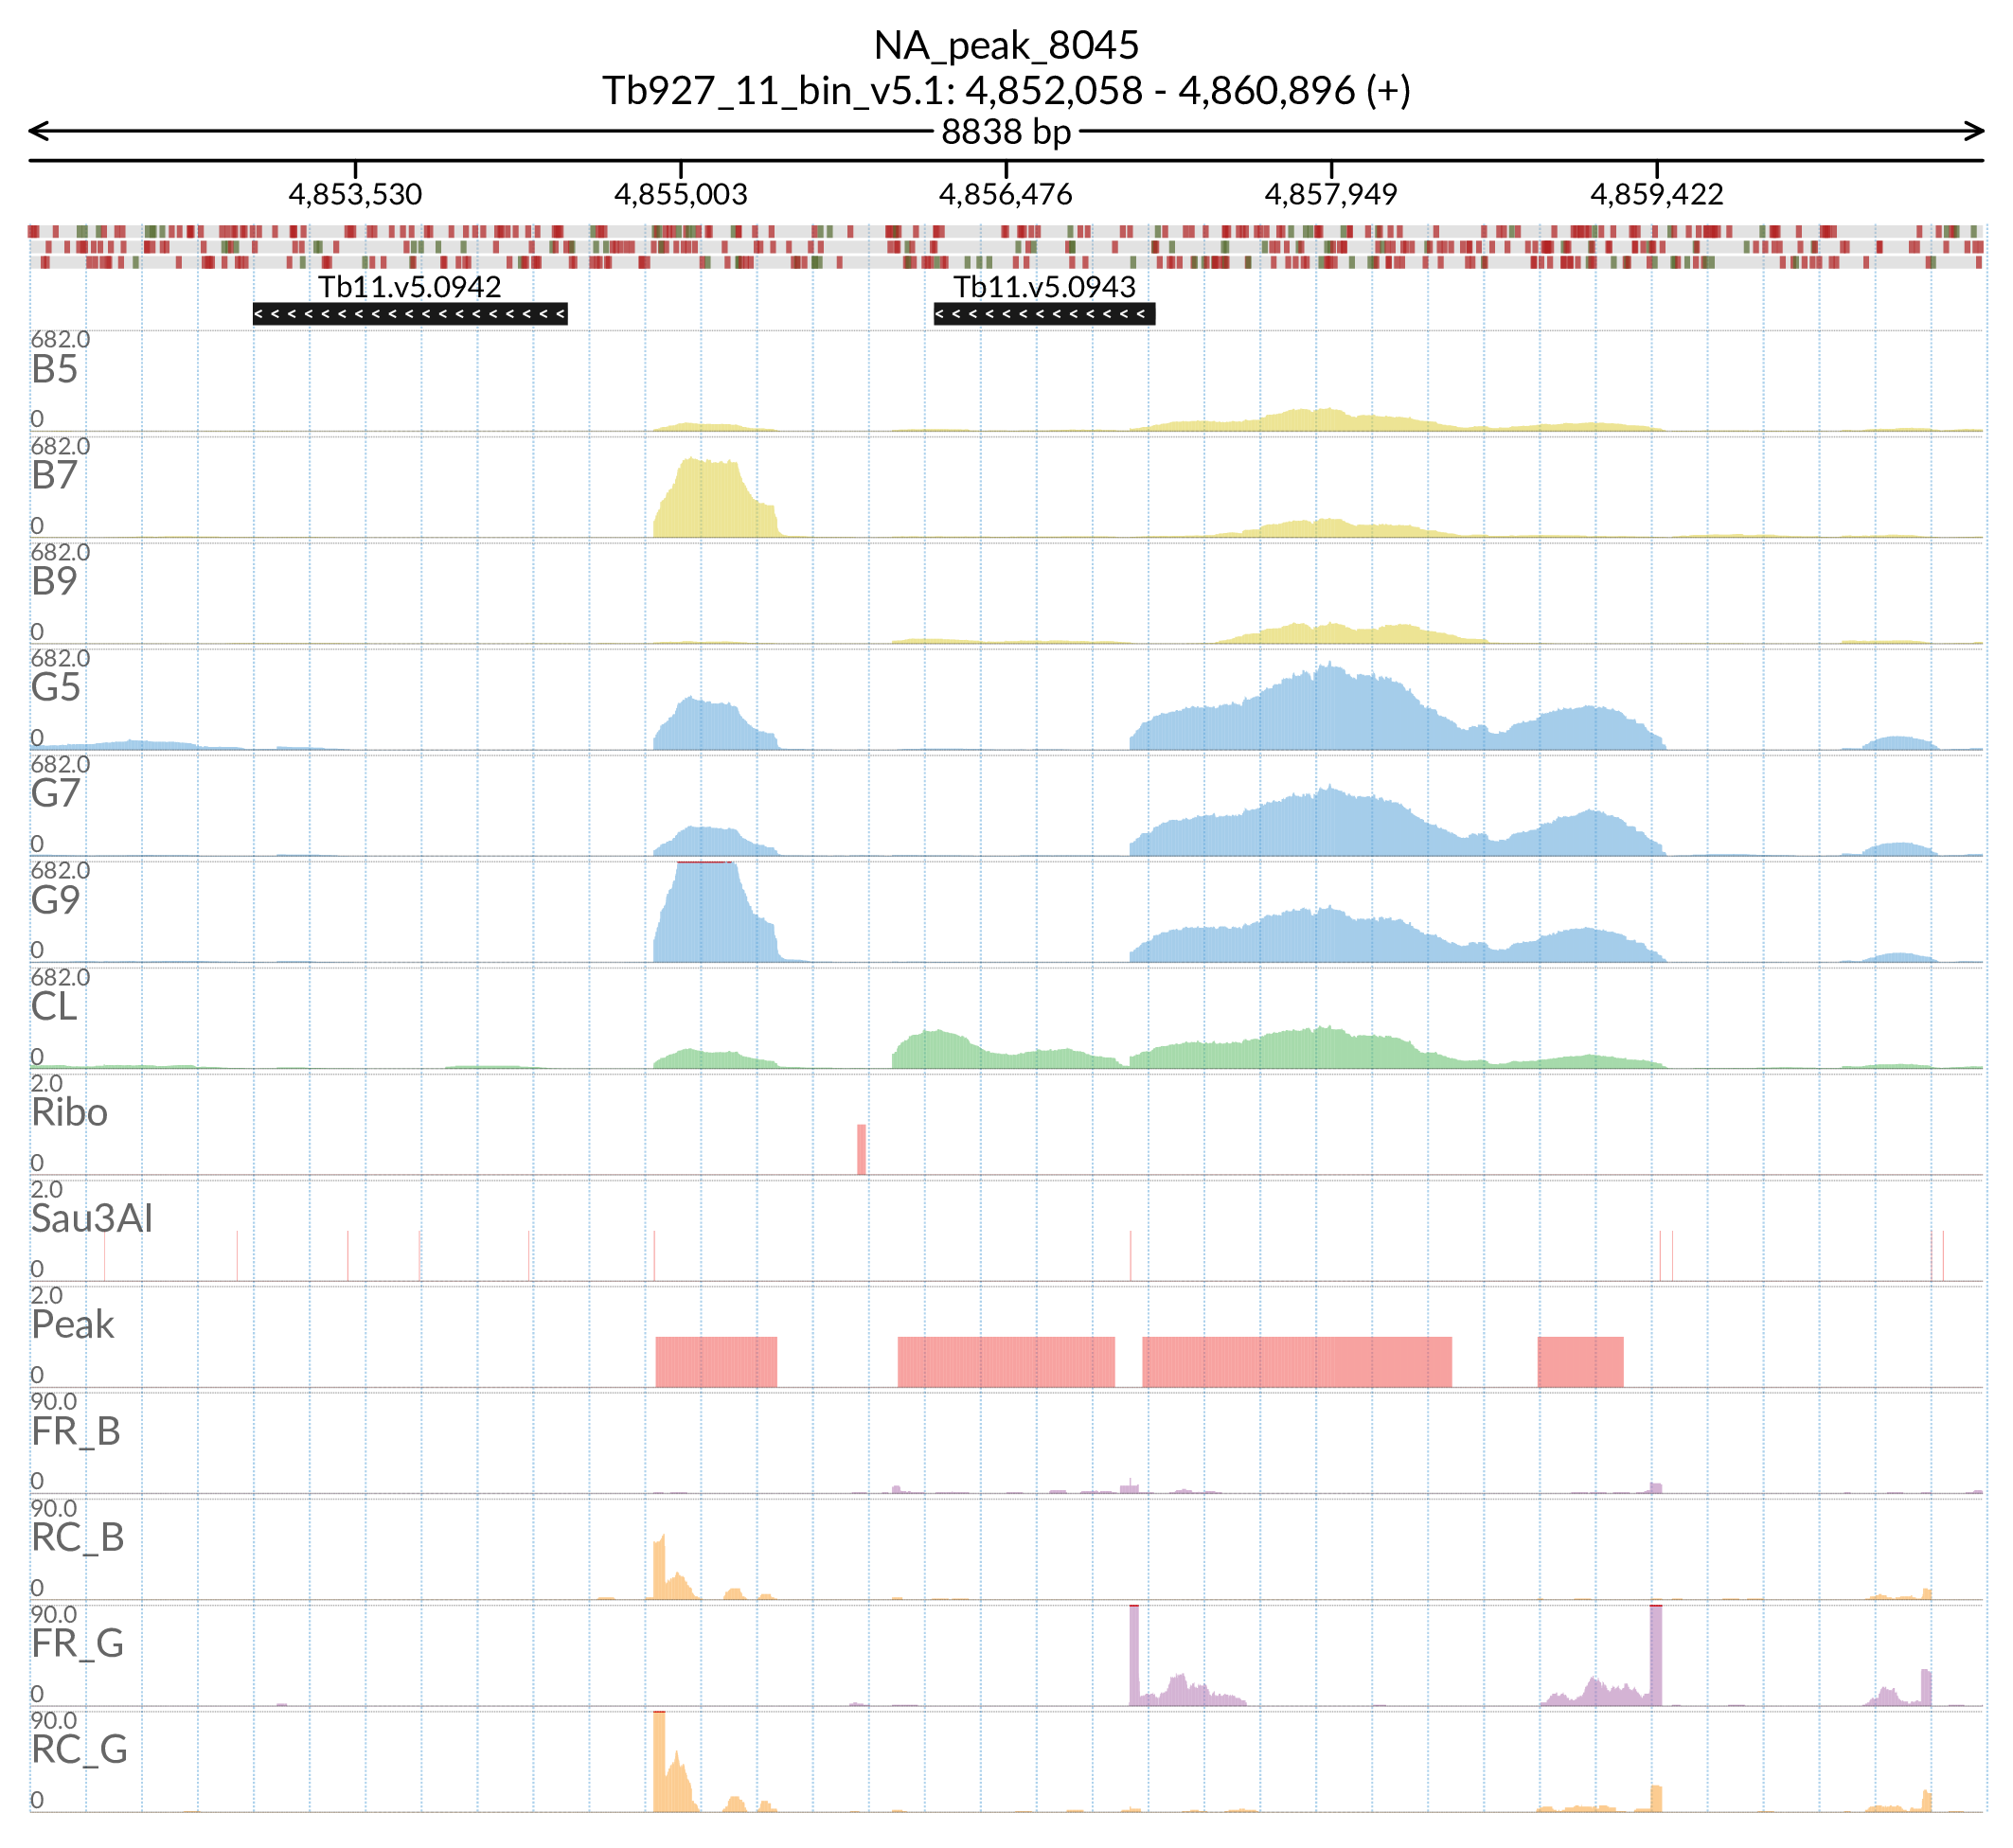 NA_peak_8045
Tb927_11_bin_v5.1: 4,852,058 - 4,860,896 (+)
8838 bp
4,853,530 4,855,003 4,856,476 4,857,949 4,859,422
Tb11.v5.0942 Tb11.v5.0943
682.0
B5
0
682.0
B7
0
682.0
B9
0
682.0
G5
0
682.0
G7
0
682.0
G9
0
682.0
CL
0
2.0
Ribo
0
2.0
Sau3AI
0
2.0
Peak
0
90.0
FR_B
0
90.0
RC_B
0
90.0
FR_G
0
90.0
RC_G
0